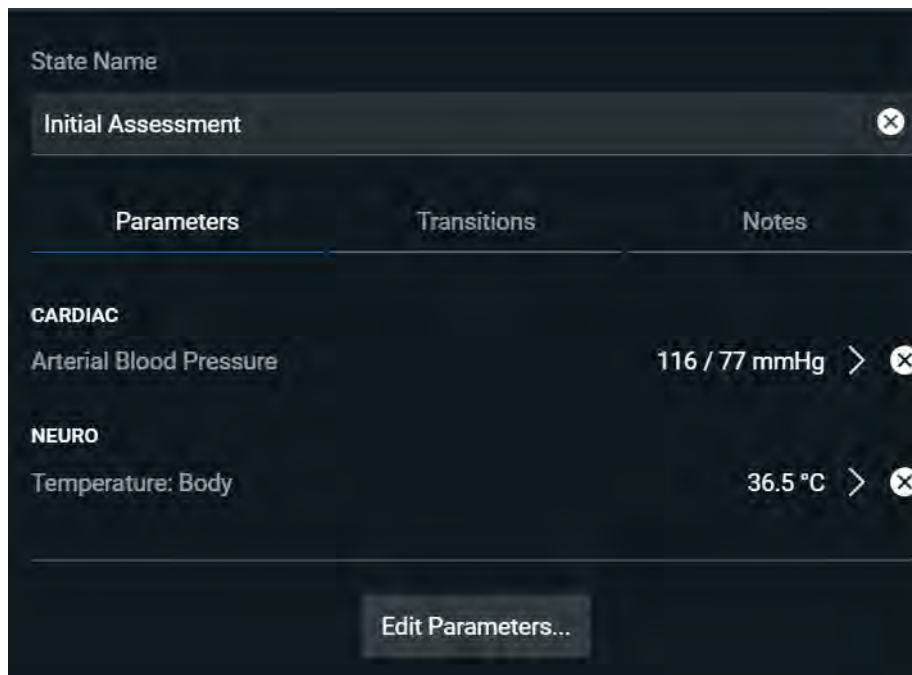 State Name
Initial Assessment
Parameters Transitions Notes
CARDIAC
Arterial Blood Pressure 116 / 77 mmHg
NEURO
Temperature: Body 36.5 °C
Edit Parameters...